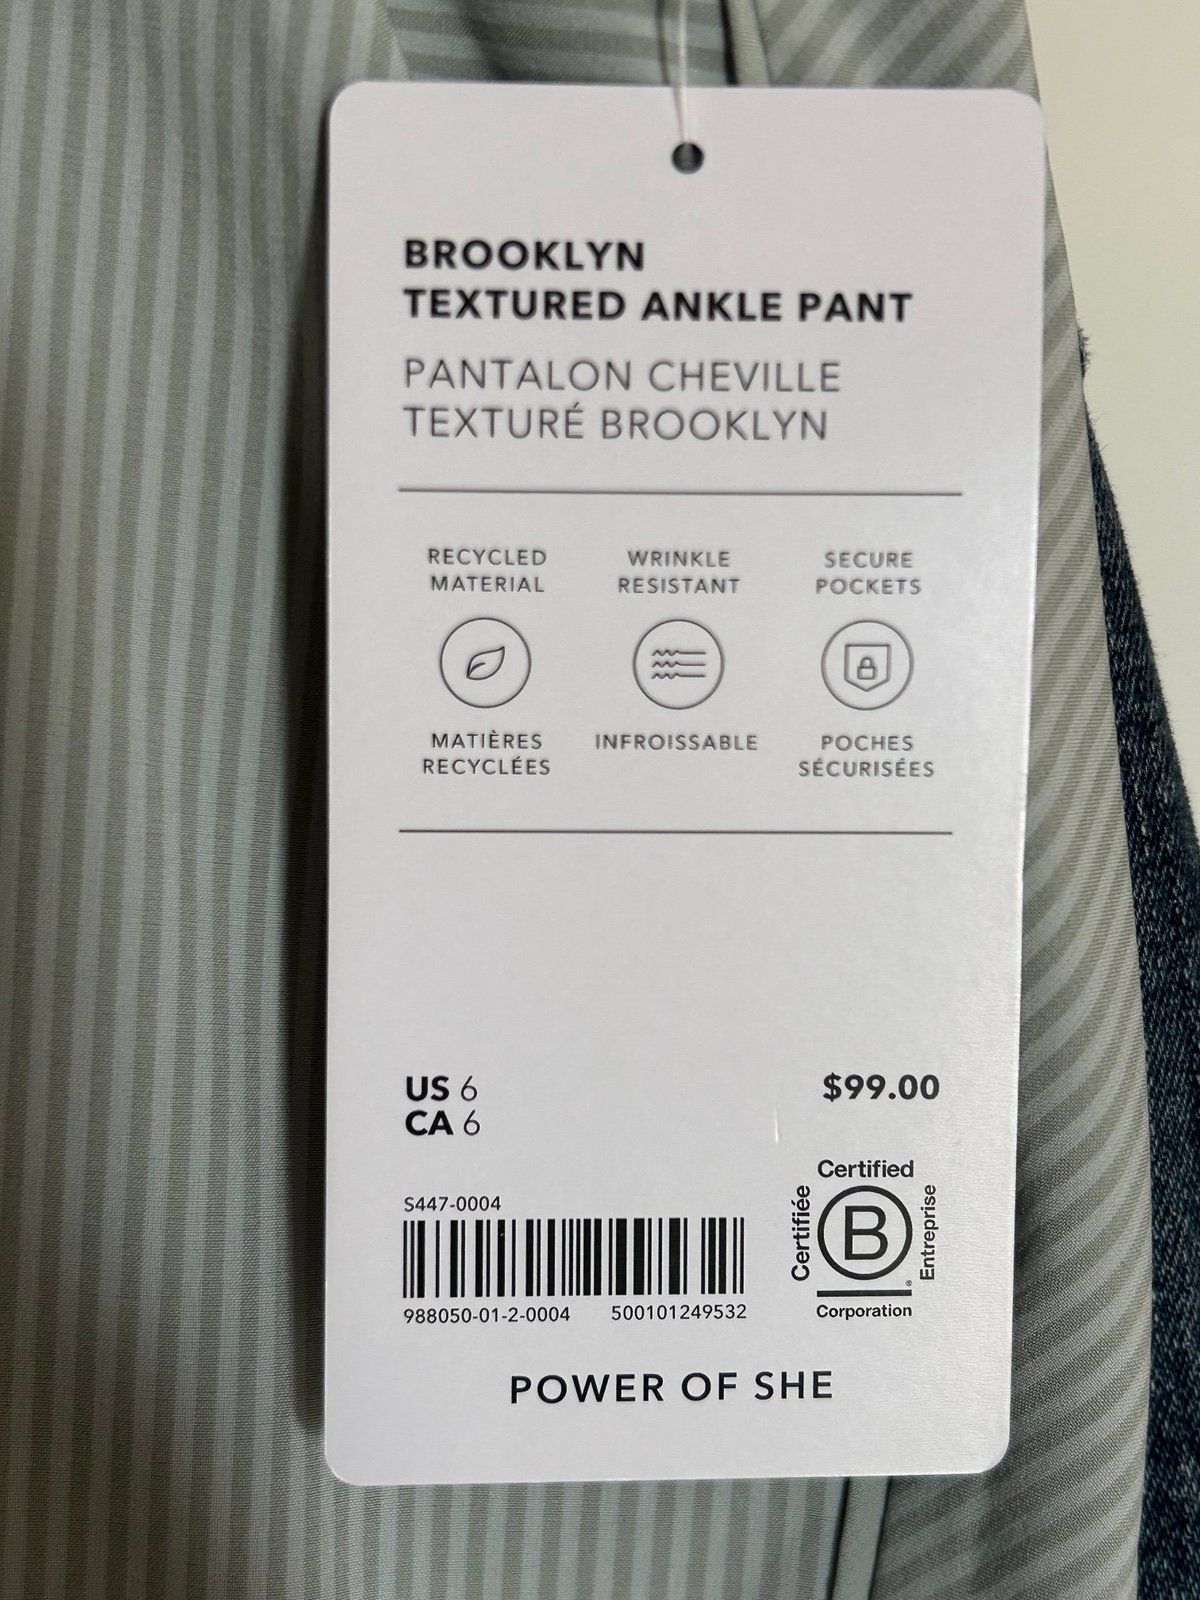 BROOKLYN
TEXTURED ANKLE PANT
PANTALON CHEVILLE
TEXTURÉ BROOKLYN
RECYCLED
MATERIAL
MATIÈRES
RECYCLÉES
WRINKLE
RESISTANT
INFROISSABLE
SECURE
POCKETS
POCHES
SÉCURISÉES
US 6
CA 6
$99.00
S447-0004
988050-01-2-0004 500101249532
Certified
Certifiée
B
Entreprise
®
Corporation
POWER OF SHE